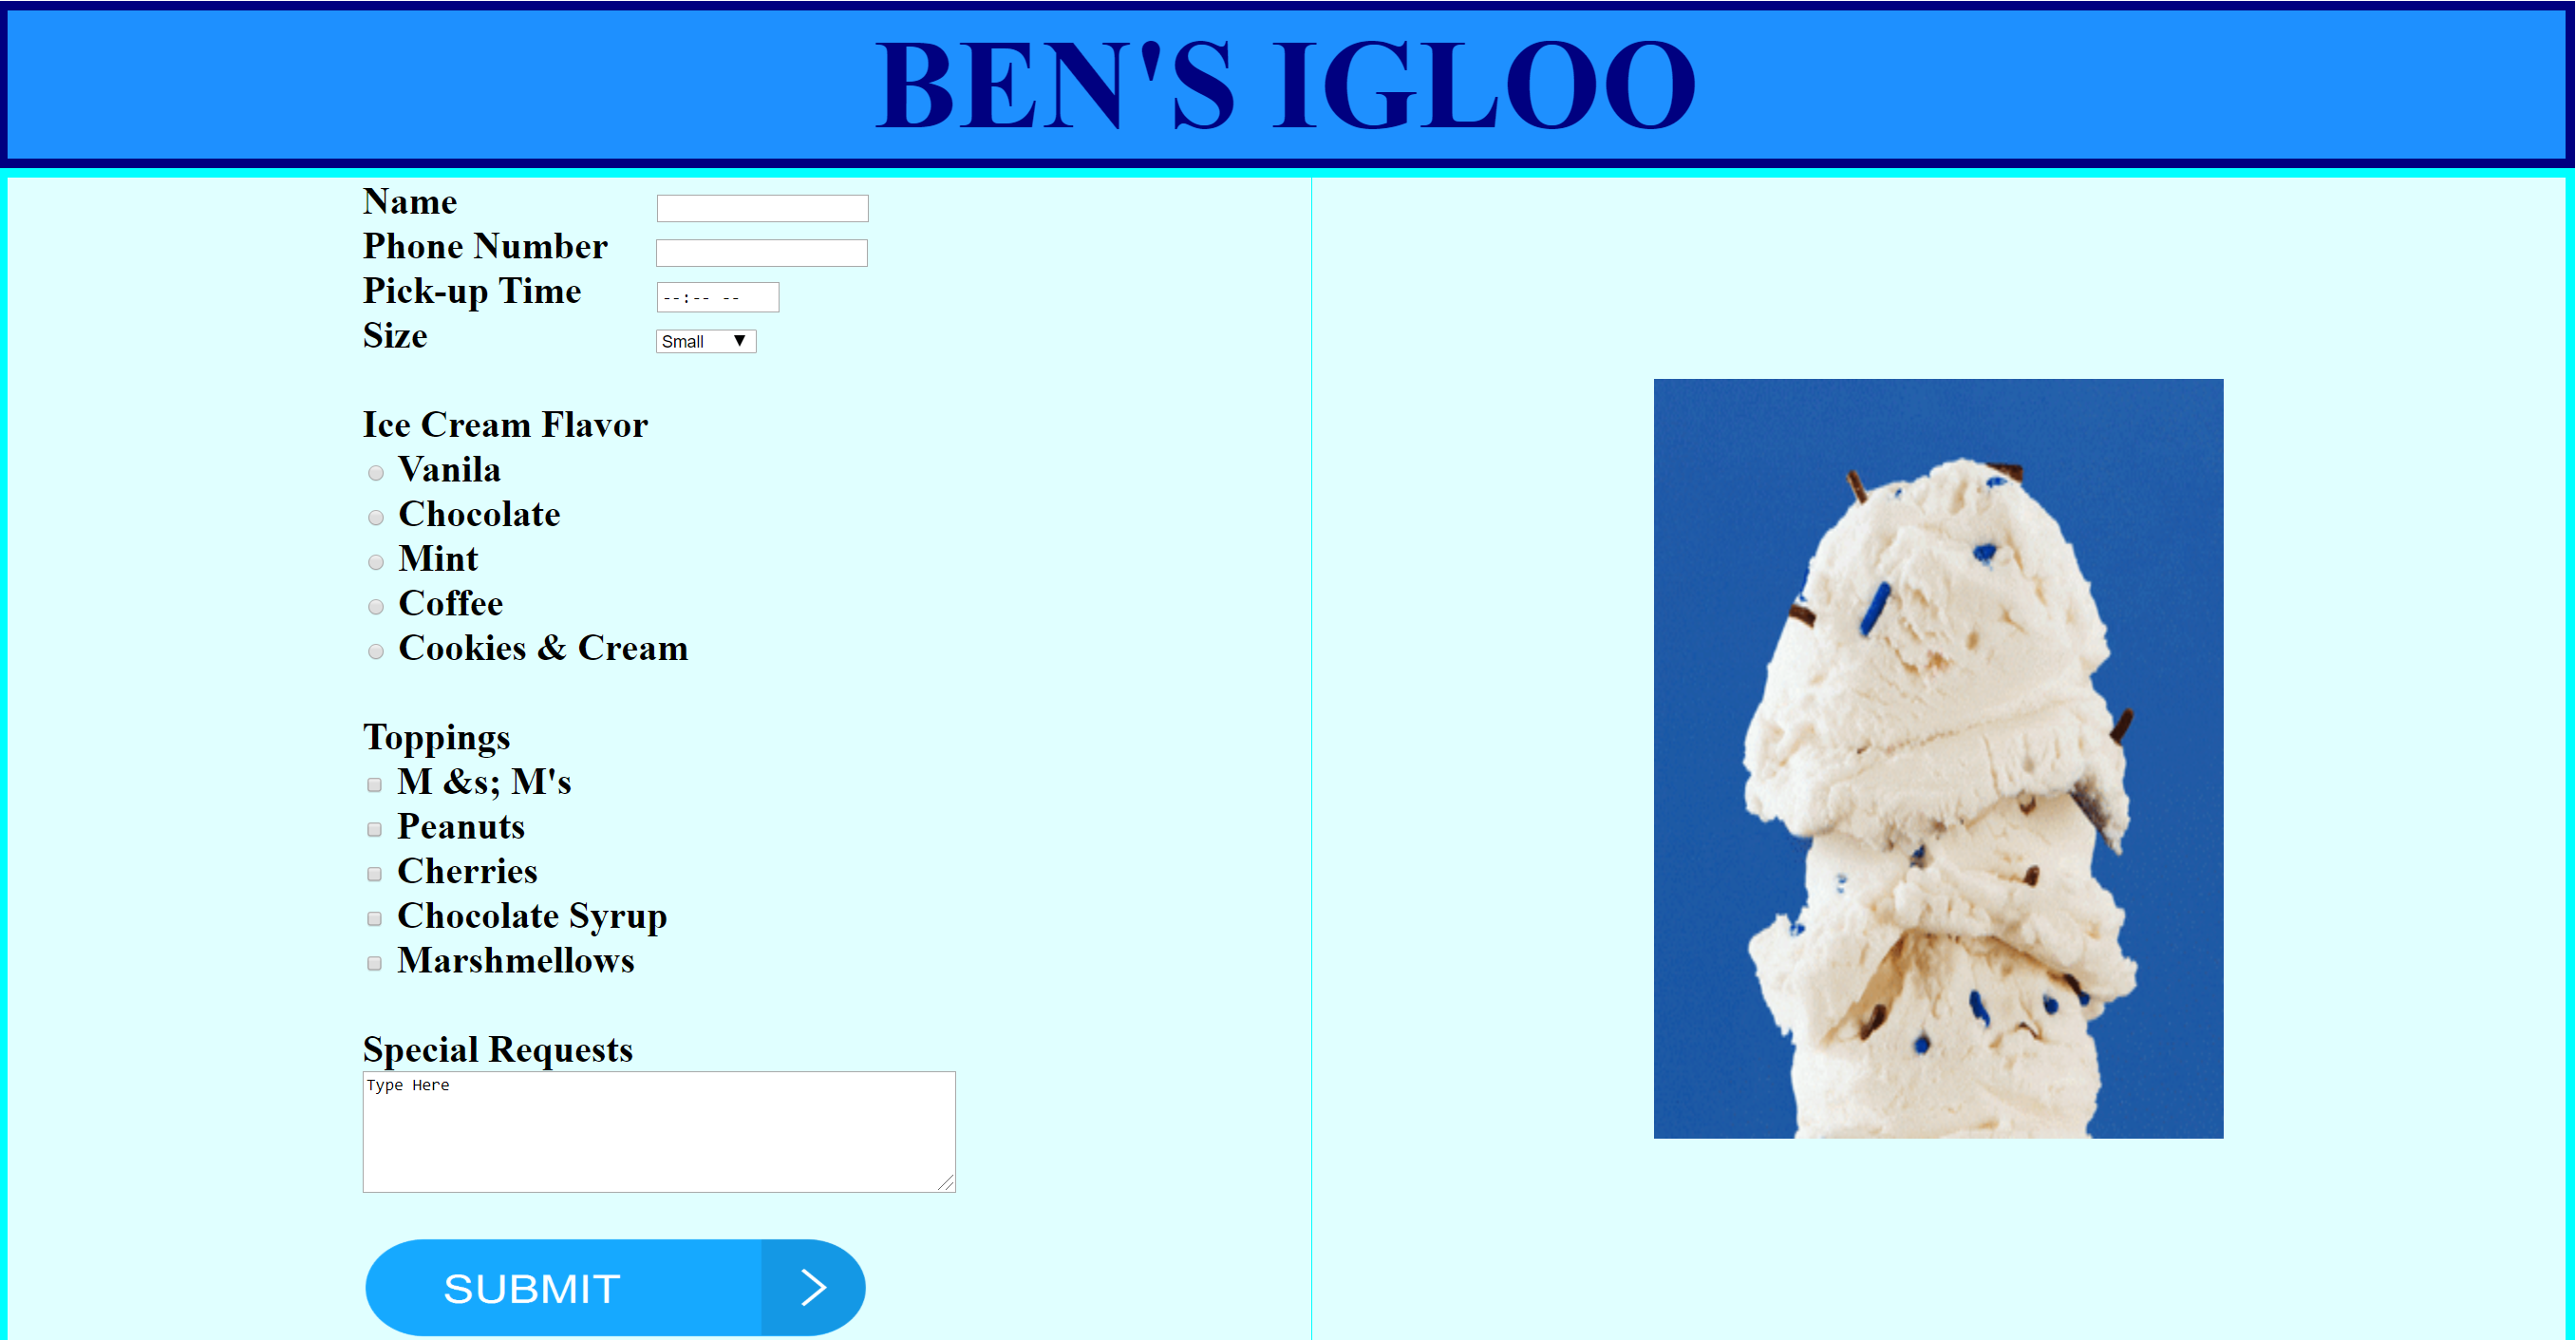 BEN'S IGLOO
Name
Phone Number
Pick-up Time --:-- --
Size Small
Ice Cream Flavor
Vanila
Chocolate
Mint
Coffee
Cookies & Cream
Toppings
M &s; M's
Peanuts
Cherries
Chocolate Syrup
Marshmellows
Special Requests
Type Here
SUBMIT